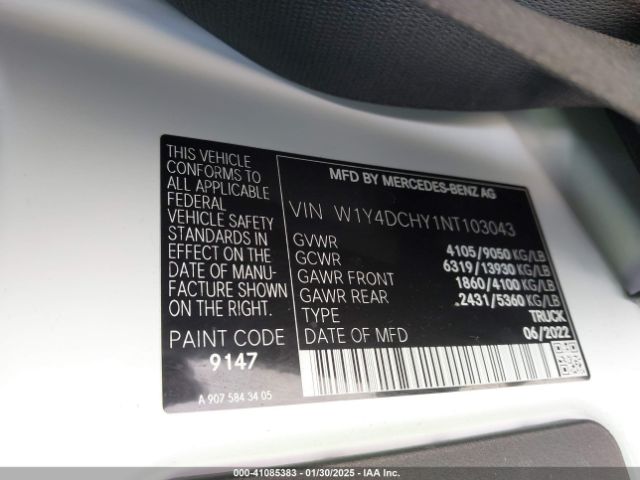 THIS VEHICLE
CONFORMS TO
ALL APPLICABLE
FEDERAL
VEHICLE SAFETY
STANDARDS IN
EFFECT ON THE
DATE OF MANU-
FACTURE SHOWN
ON THE RIGHT.
PAINT CODE
9147
A 907 584 34 05
MFD BY MERCEDES-BENZ AG
VIN W1Y4DCHY1NT103043
GVWR 4105/9050 KG/LB
GCWR 6319/13930 KG/LB
GAWR FRONT 1860/4100 KG/LB
GAWR REAR 2431/5360 KG/LB
TYPE TRUCK
DATE OF MFD 06/2022
000-41085383 | 01/30/2025 | IAA Inc.